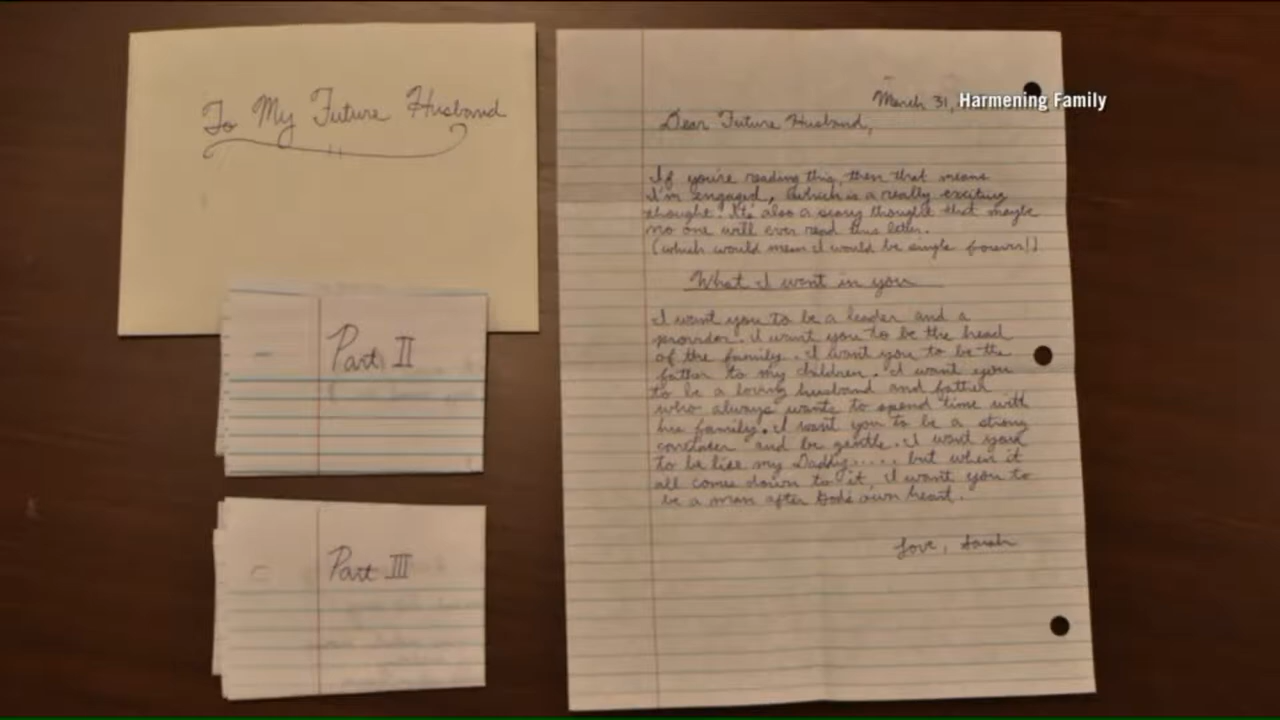 To My Future Husband
Part II
Part III
Harmening Family
March 31,
Dear Future Husband,
If you're reading this, then that means
I'm engaged, which is a really exciting
thought. It's also a scary thought that maybe
no one will ever read this letter.
(which would mean I would be single forever!)
What I want in you
I want you to be a leader and a
provider. I want you to be the head
of the family. I want you to be the
father to my children. I want you
to be a loving husband and father
who always wants to spend time with
his family. I want you to be a strong
and be gentle. I want you
to be like my Daddy..... but when it
all comes down to it, I want you to
be a man after God's own heart.
Love, Sarah